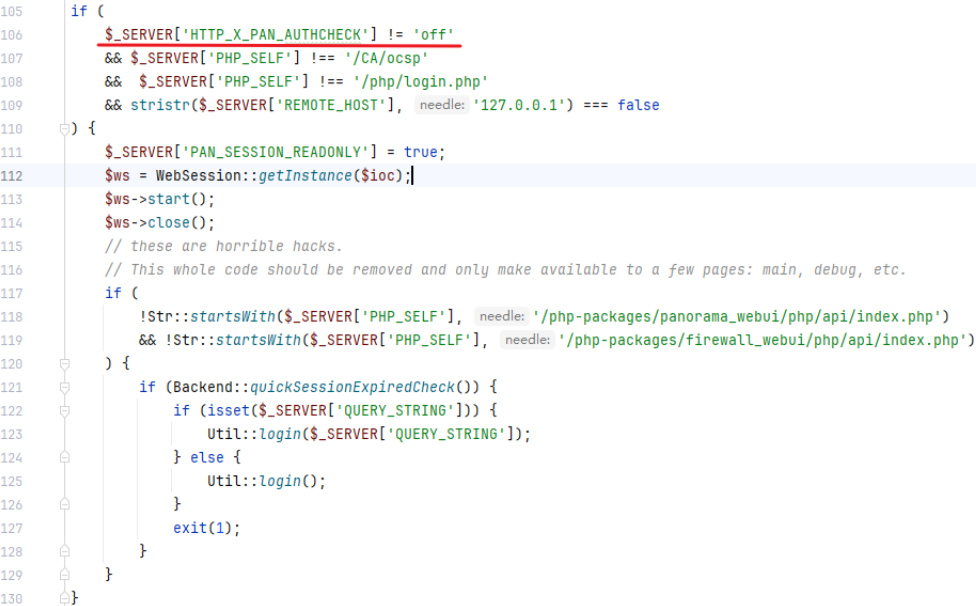 105 if (
106 $_SERVER['HTTP_X_PAN_AUTHCHECK'] != 'off'
107 && $_SERVER['PHP_SELF'] !== '/CA/ocsp'
108 &&  $_SERVER['PHP_SELF'] !== '/php/login.php'
109 && stristr($_SERVER['REMOTE_HOST'], needle: '127.0.0.1') === false
110 ) {
111 $_SERVER['PAN_SESSION_READONLY'] = true;
112 $ws = WebSession::getInstance($ioc);
113 $ws->start();
114 $ws->close();
115 // these are horrible hacks.
116 // This whole code should be removed and only make available to a few pages: main, debug, etc.
117 if (
118 !Str::startsWith($_SERVER['PHP_SELF'], needle: '/php-packages/panorama_webui/php/api/index.php')
119 && !Str::startsWith($_SERVER['PHP_SELF'], needle: '/php-packages/firewall_webui/php/api/index.php')
120 ) {
121 if (Backend::quickSessionExpiredCheck()) {
122 if (isset($_SERVER['QUERY_STRING'])) {
123 Util::login($_SERVER['QUERY_STRING']);
124 } else {
125 Util::login();
126 }
127 exit(1);
128 }
129 }
130 }